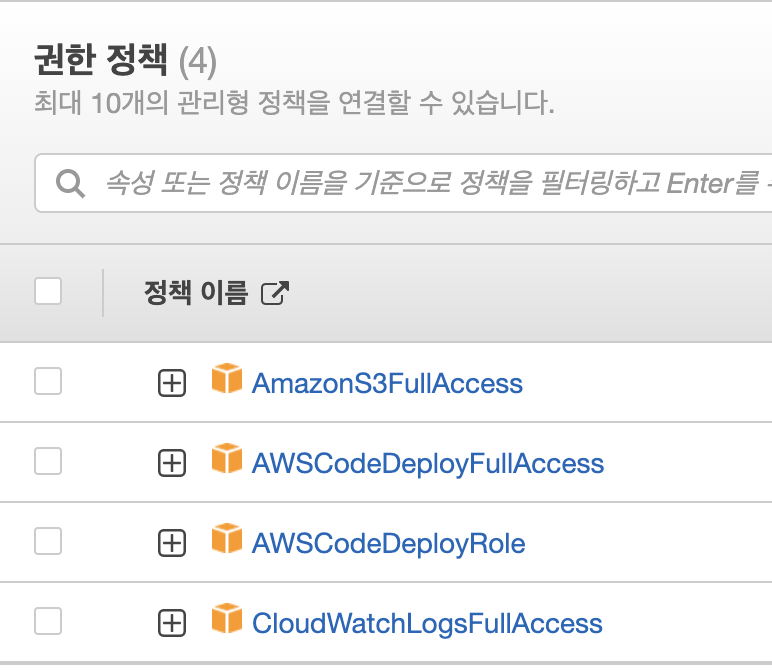 권한 정책 (4)
최대 10개의 관리형 정책을 연결할 수 있습니다.
속성 또는 정책 이름을 기준으로 정책을 필터링하고 Enter를
정책 이름
AmazonS3FullAccess
AWSCodeDeployFullAccess
AWSCodeDeployRole
CloudWatchLogsFullAccess